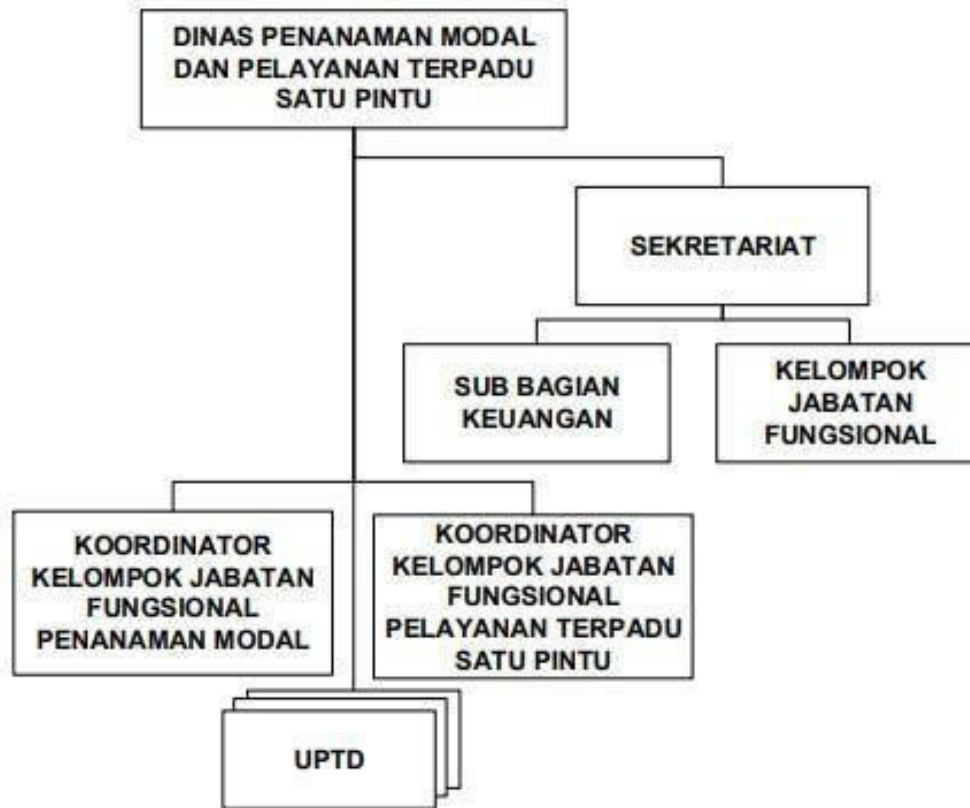 DINAS PENANAMAN MODAL
DAN PELAYANAN TERPADU
SATU PINTU
SEKRETARIAT
SUB BAGIAN
KEUANGAN
KELOMPOK
JABATAN
FUNGSIONAL
KOORDINATOR
KELOMPOK JABATAN
FUNGSIONAL
PENANAMAN MODAL
KOORDINATOR
KELOMPOK JABATAN
FUNGSIONAL
PELAYANAN TERPADU
SATU PINTU
UPTD